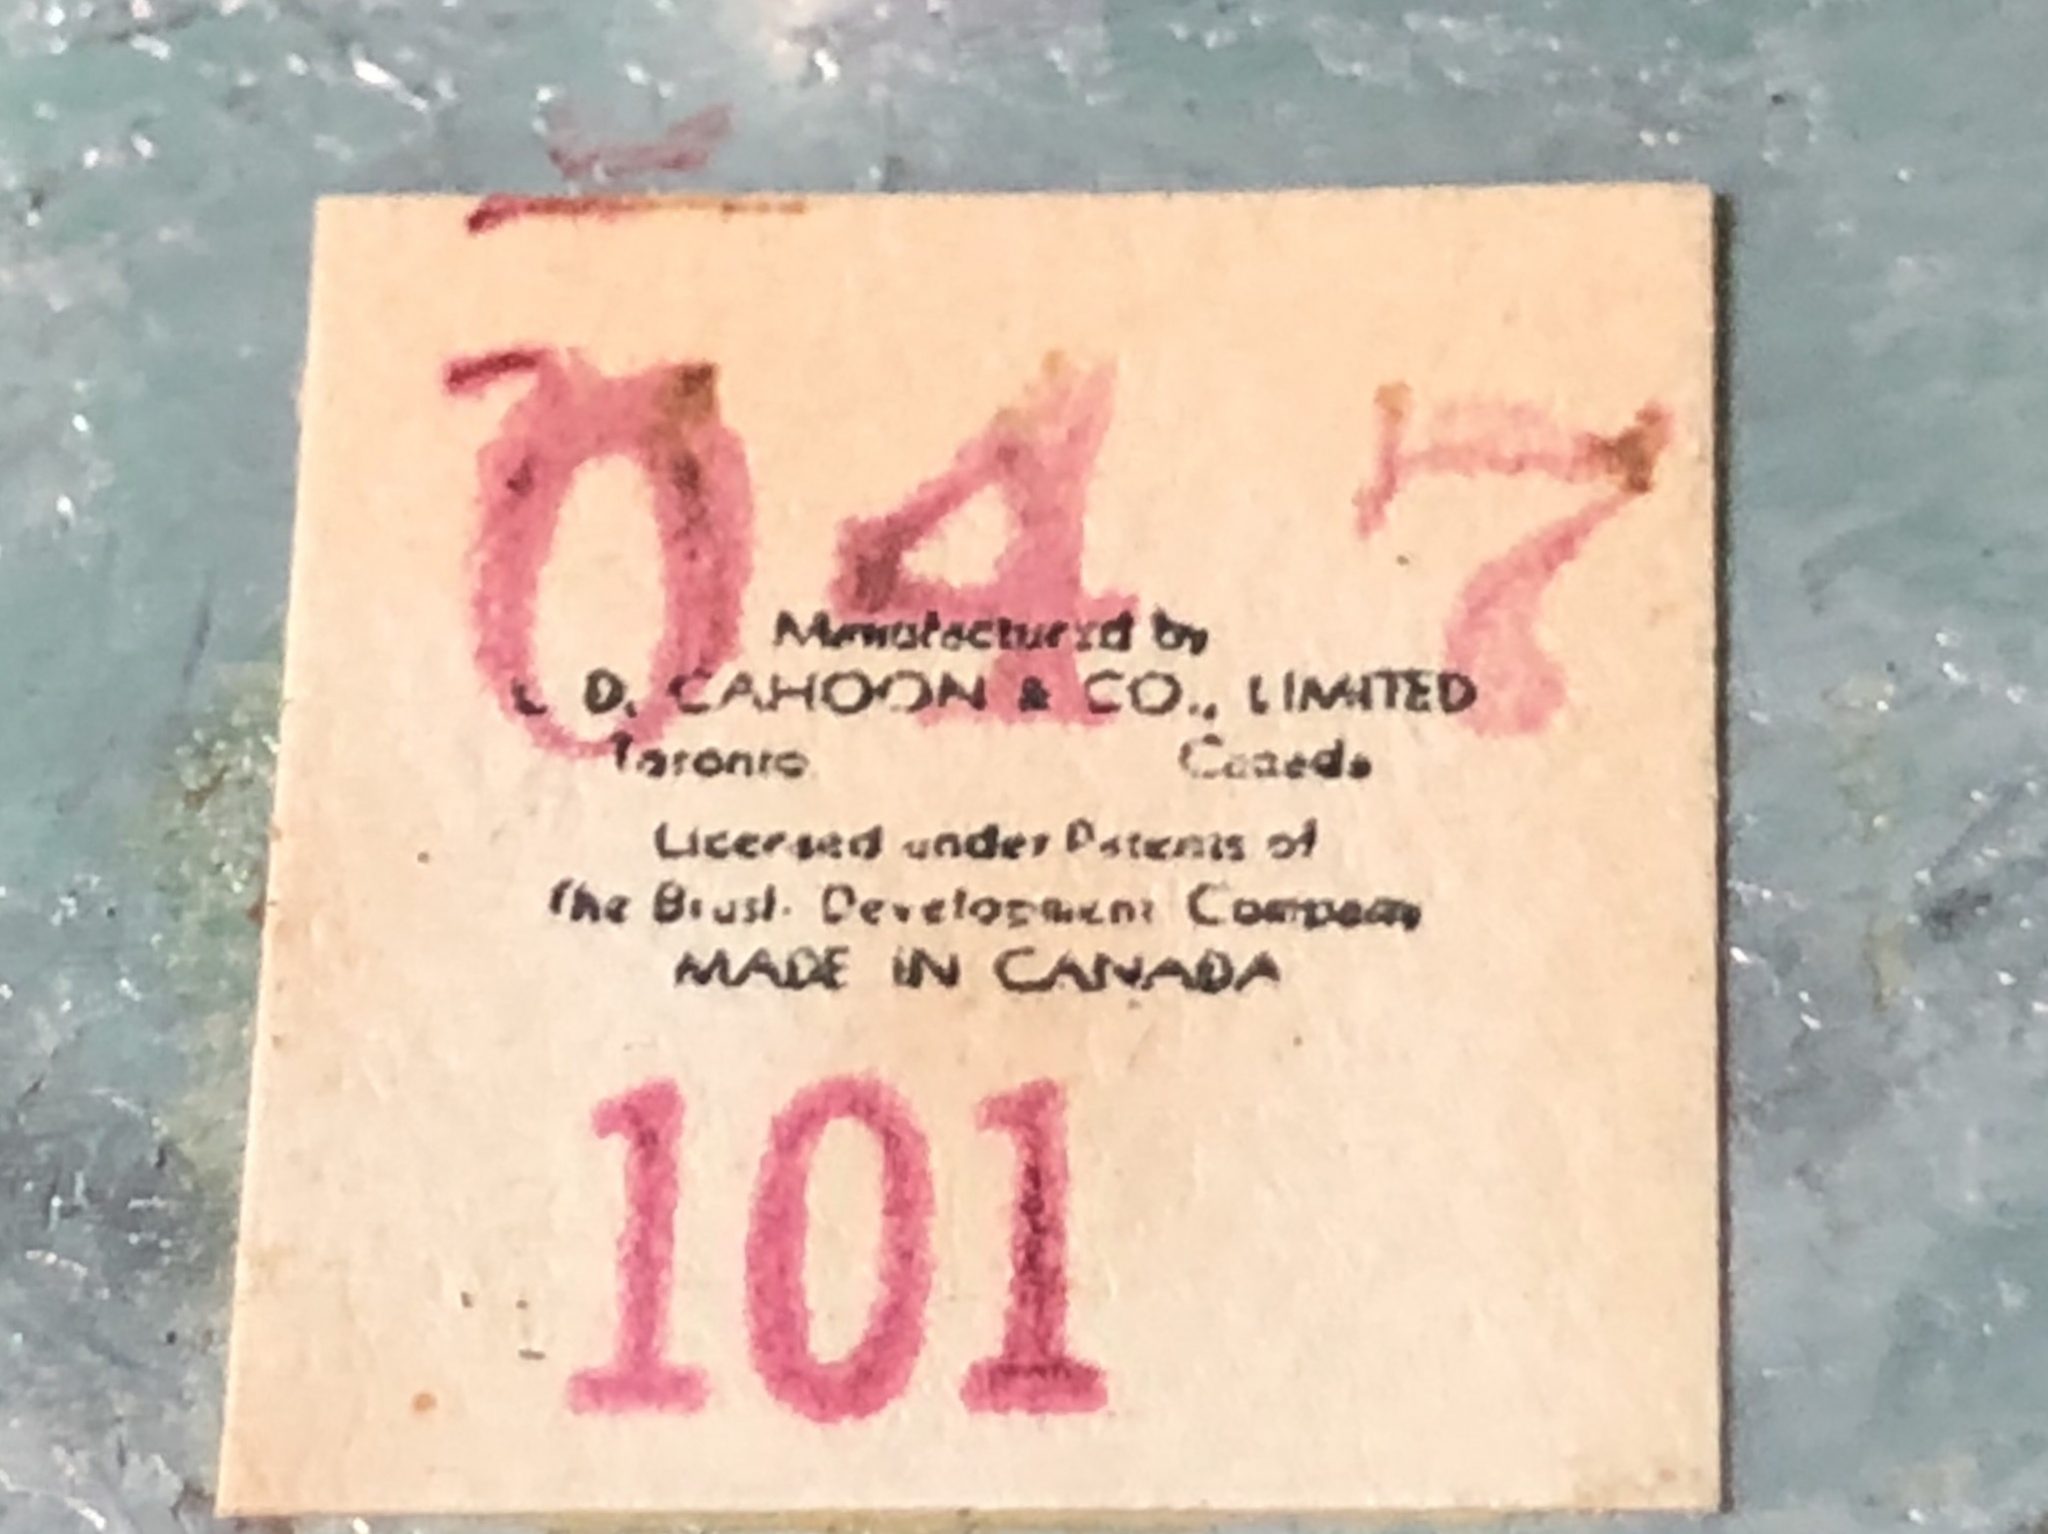 047
Manufactured by
D. CAHOON & CO., LIMITED
Toronto Canada
Licensed under Patents of
The Brush Development Company
MADE IN CANADA
101